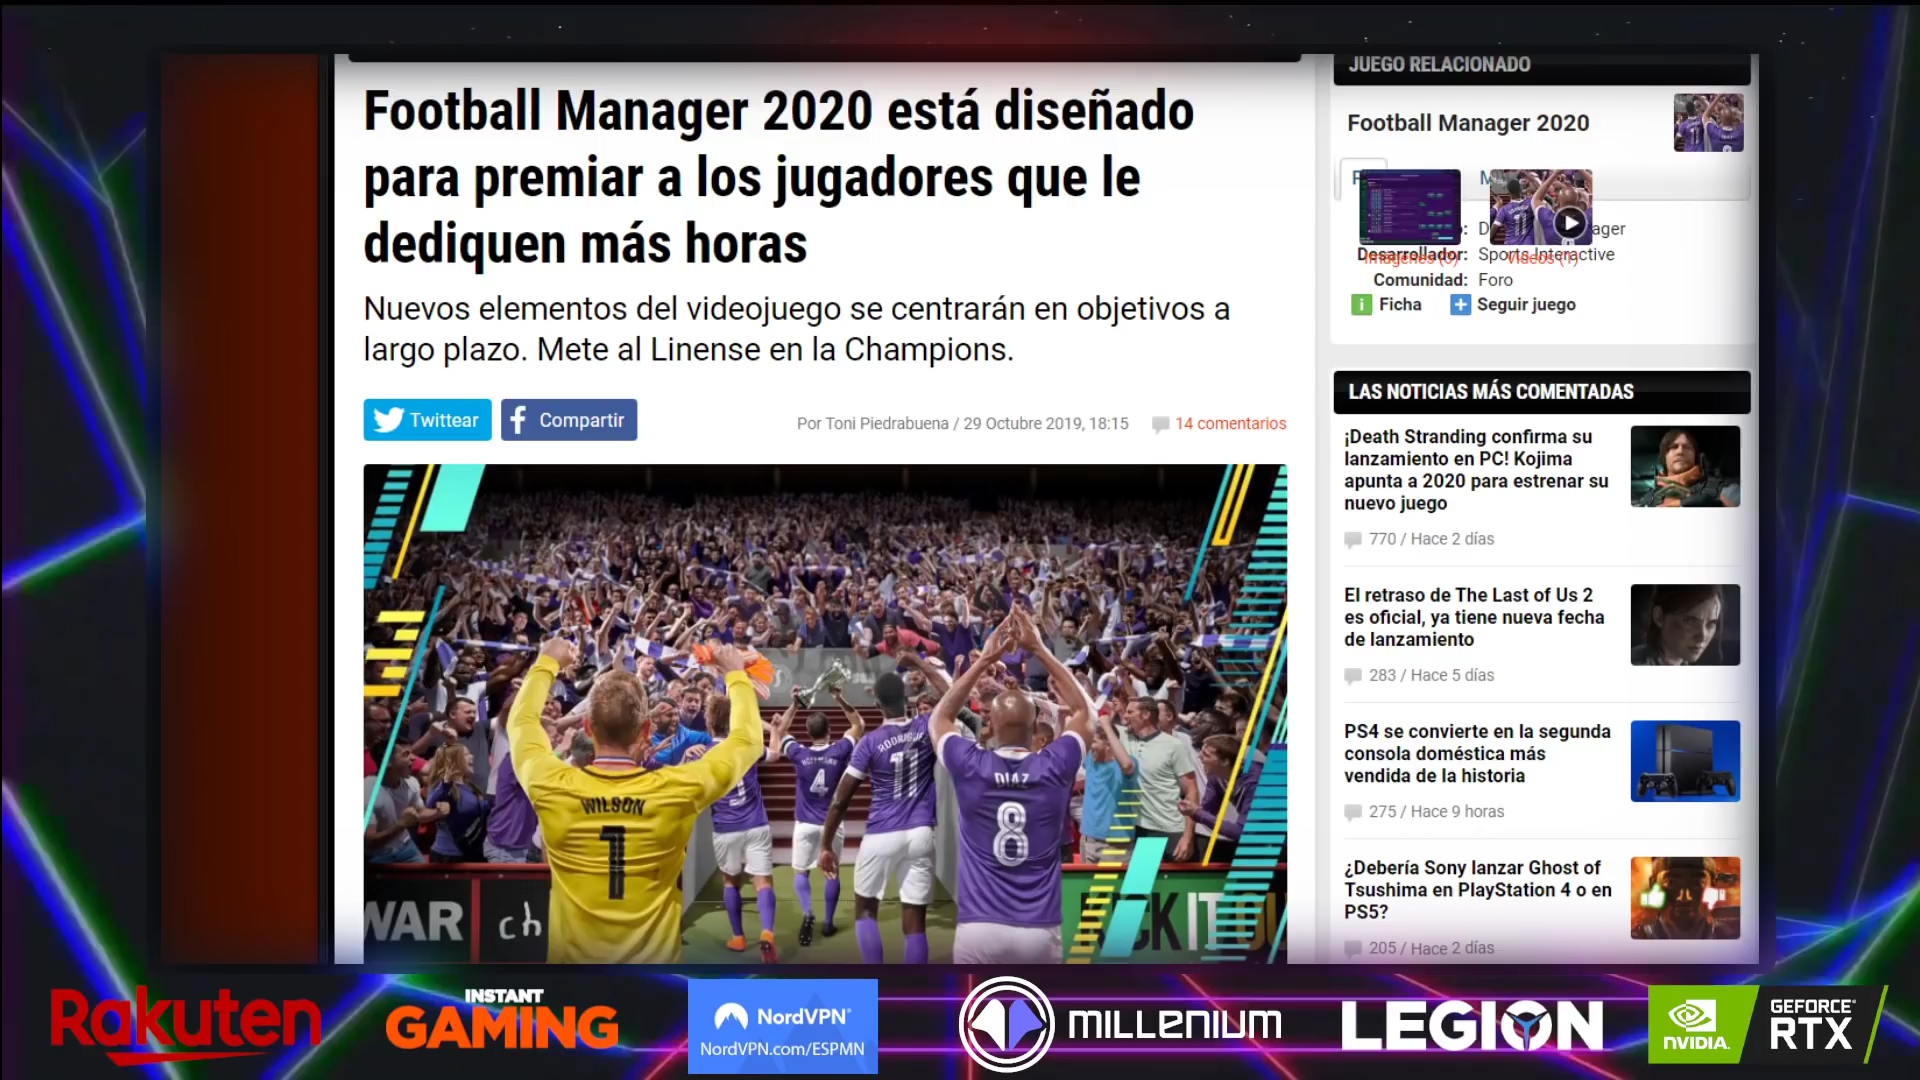 Football Manager 2020 está diseñado
para premiar a los jugadores que le
dediquen más horas
Nuevos elementos del videojuego se centrarán en objetivos a
largo plazo. Mete al Linense en la Champions.
Twittear
Compartir
Por Toni Piedrabuena / 29 Octubre 2019, 18:15
14 comentarios
WILSON
1
HOFFMANN
4
RODRIGUE
11
DIAZ
8
WAR
ch
JUEGO RELACIONADO
Football Manager 2020
Desarrollador: Sports Interactive
Comunidad: Foro
i Ficha
+ Seguir juego
LAS NOTICIAS MÁS COMENTADAS
¡Death Stranding confirma su
lanzamiento en PC! Kojima
apunta a 2020 para estrenar su
nuevo juego
770 / Hace 2 días
El retraso de The Last of Us 2
es oficial, ya tiene nueva fecha
de lanzamiento
283 / Hace 5 días
PS4 se convierte en la segunda
consola doméstica más
vendida de la historia
275 / Hace 9 horas
¿Debería Sony lanzar Ghost of
Tsushima en PlayStation 4 o en
PS5?
205 / Hace 2 días
Rakuten
INSTANT
GAMING
NordVPN®
NordVPN.com/ESPMN
MILLENIUM
LEGION
NVIDIA.
GEFORCE®
RTX